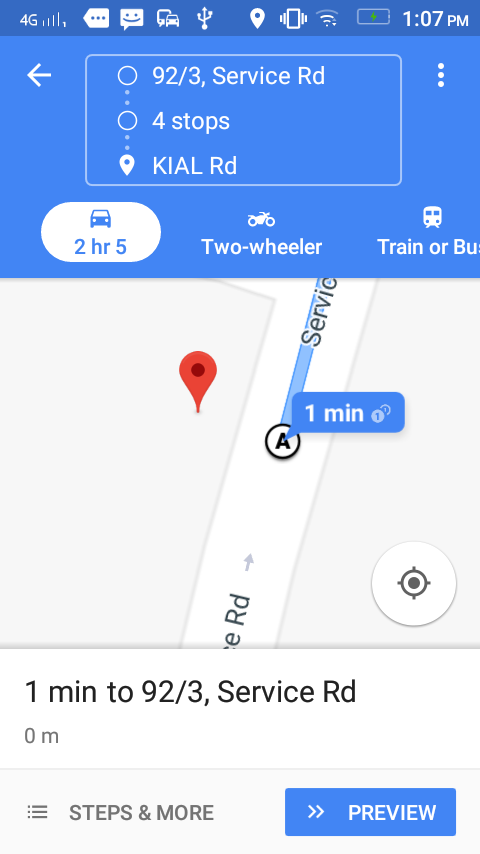 4G 1:07 PM
92/3, Service Rd
4 stops
KIAL Rd
2 hr 5
Two-wheeler
Train or Bu
Servic
1 min
A
ce Rd
1 min to 92/3, Service Rd
0 m
STEPS & MORE
PREVIEW